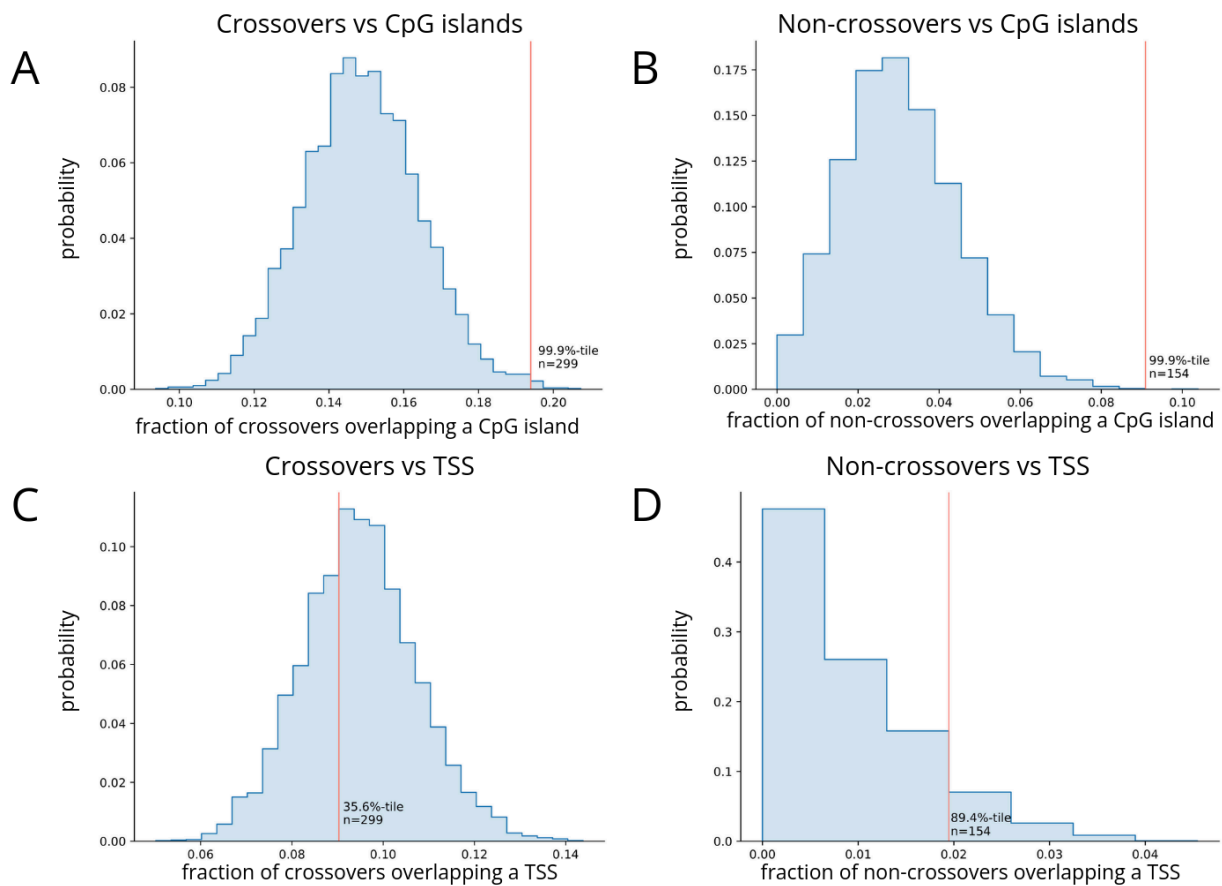 Crossovers vs CpG islands
A
probability
0.08
0.06
0.04
0.02
0.00
0.10
0.12
0.14
0.16
0.18
0.20
99.9%-tile
n=299
fraction of crossovers overlapping a CpG island
Non-crossovers vs CpG islands
B
probability
0.175
0.150
0.125
0.100
0.075
0.050
0.025
0.000
0.00
0.02
0.04
0.06
0.08
0.10
99.9%-tile
n=154
fraction of non-crossovers overlapping a CpG island
Crossovers vs TSS
C
probability
0.10
0.08
0.06
0.04
0.02
0.00
0.06
0.08
0.10
0.12
0.14
35.6%-tile
n=299
fraction of crossovers overlapping a TSS
Non-crossovers vs TSS
D
probability
0.4
0.3
0.2
0.1
0.0
0.00
0.01
0.02
0.03
0.04
89.4%-tile
n=154
fraction of non-crossovers overlapping a TSS